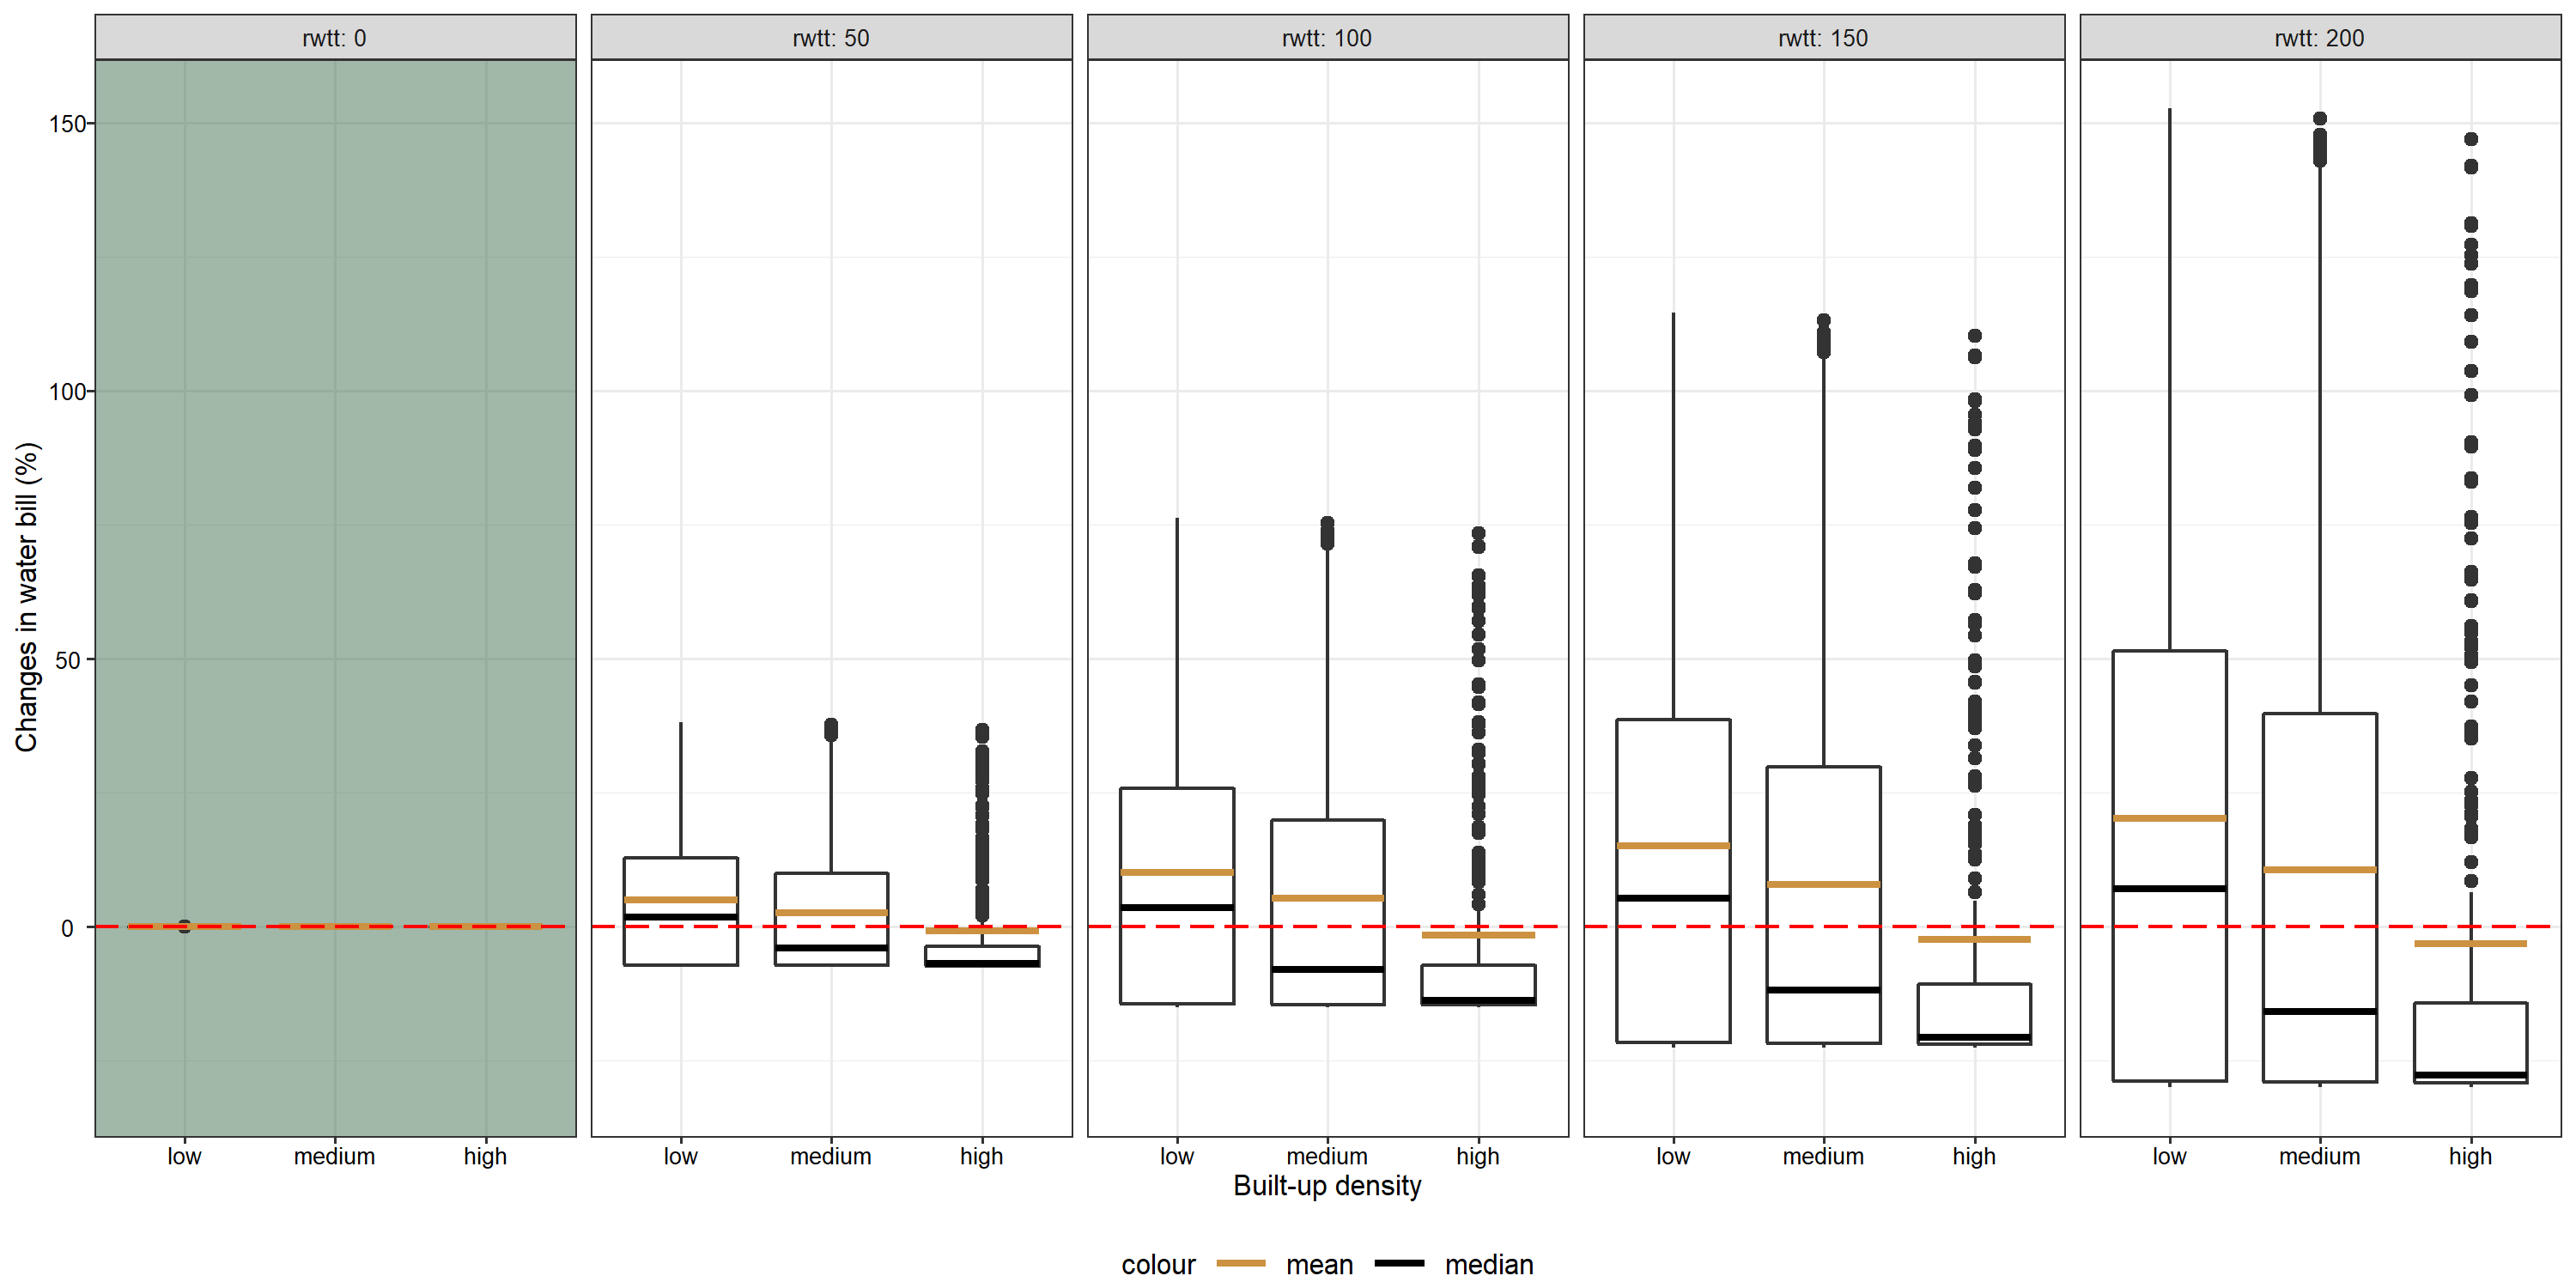 rwtt: 0 rwtt: 50 rwtt: 100 rwtt: 150 rwtt: 200
Changes in water bill (%)
150
100
50
0
low medium high low medium high low medium high low medium high low medium high
Built-up density
colour mean median